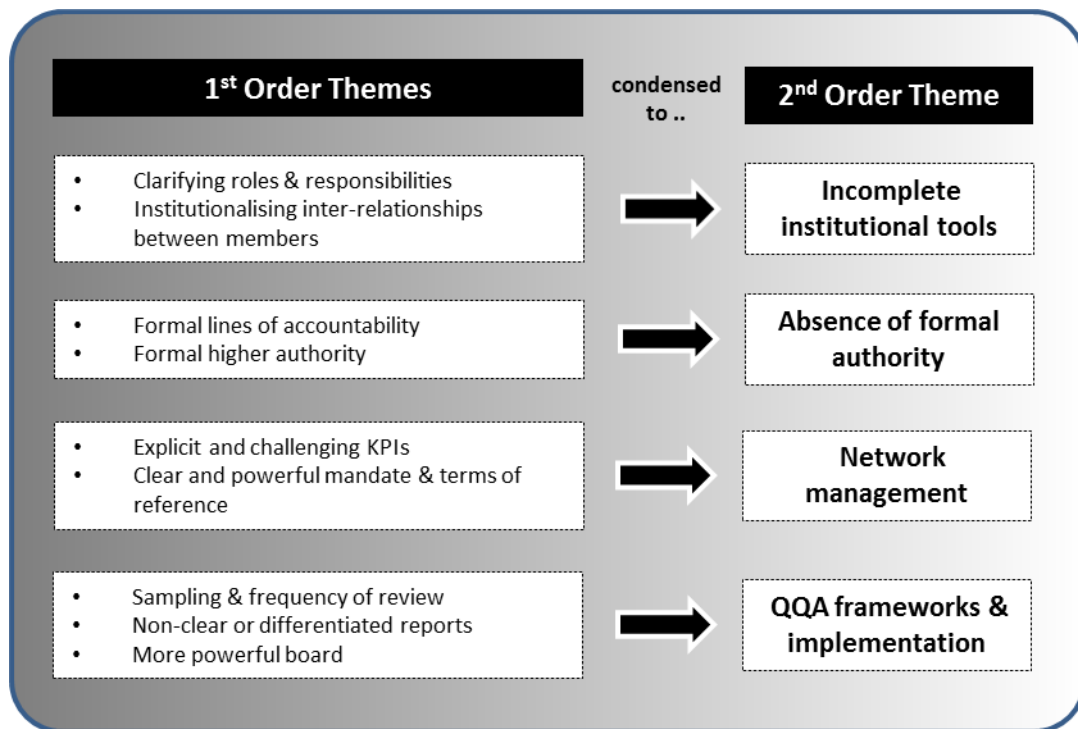 1st Order Themes
condensed
to ..
2nd Order Theme
• Clarifying roles & responsibilities
• Institutionalising inter-relationships
between members
Incomplete
institutional tools
• Formal lines of accountability
• Formal higher authority
Absence of formal
authority
• Explicit and challenging KPIs
• Clear and powerful mandate & terms of
reference
Network
management
• Sampling & frequency of review
• Non-clear or differentiated reports
• More powerful board
QQA frameworks &
implementation